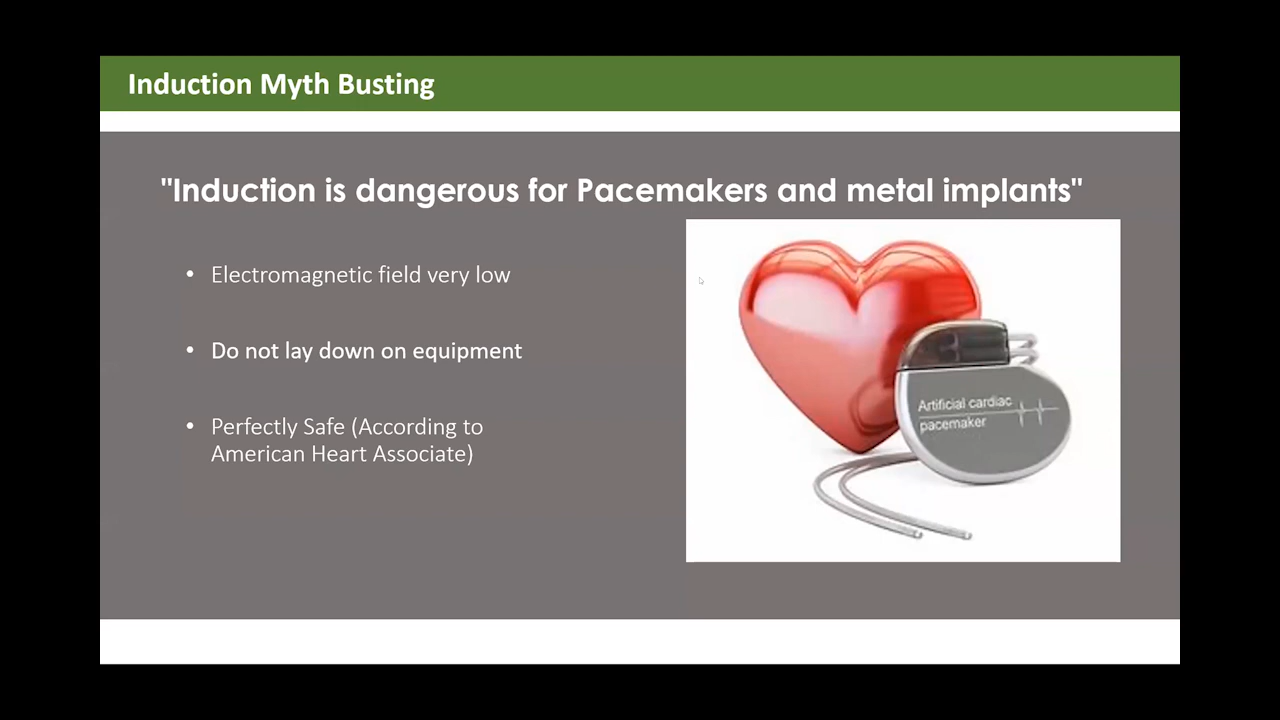 Induction Myth Busting
"Induction is dangerous for Pacemakers and metal implants"
• Electromagnetic field very low
• Do not lay down on equipment
• Perfectly Safe (According to
American Heart Associate)
Artificial cardiac
pacemaker